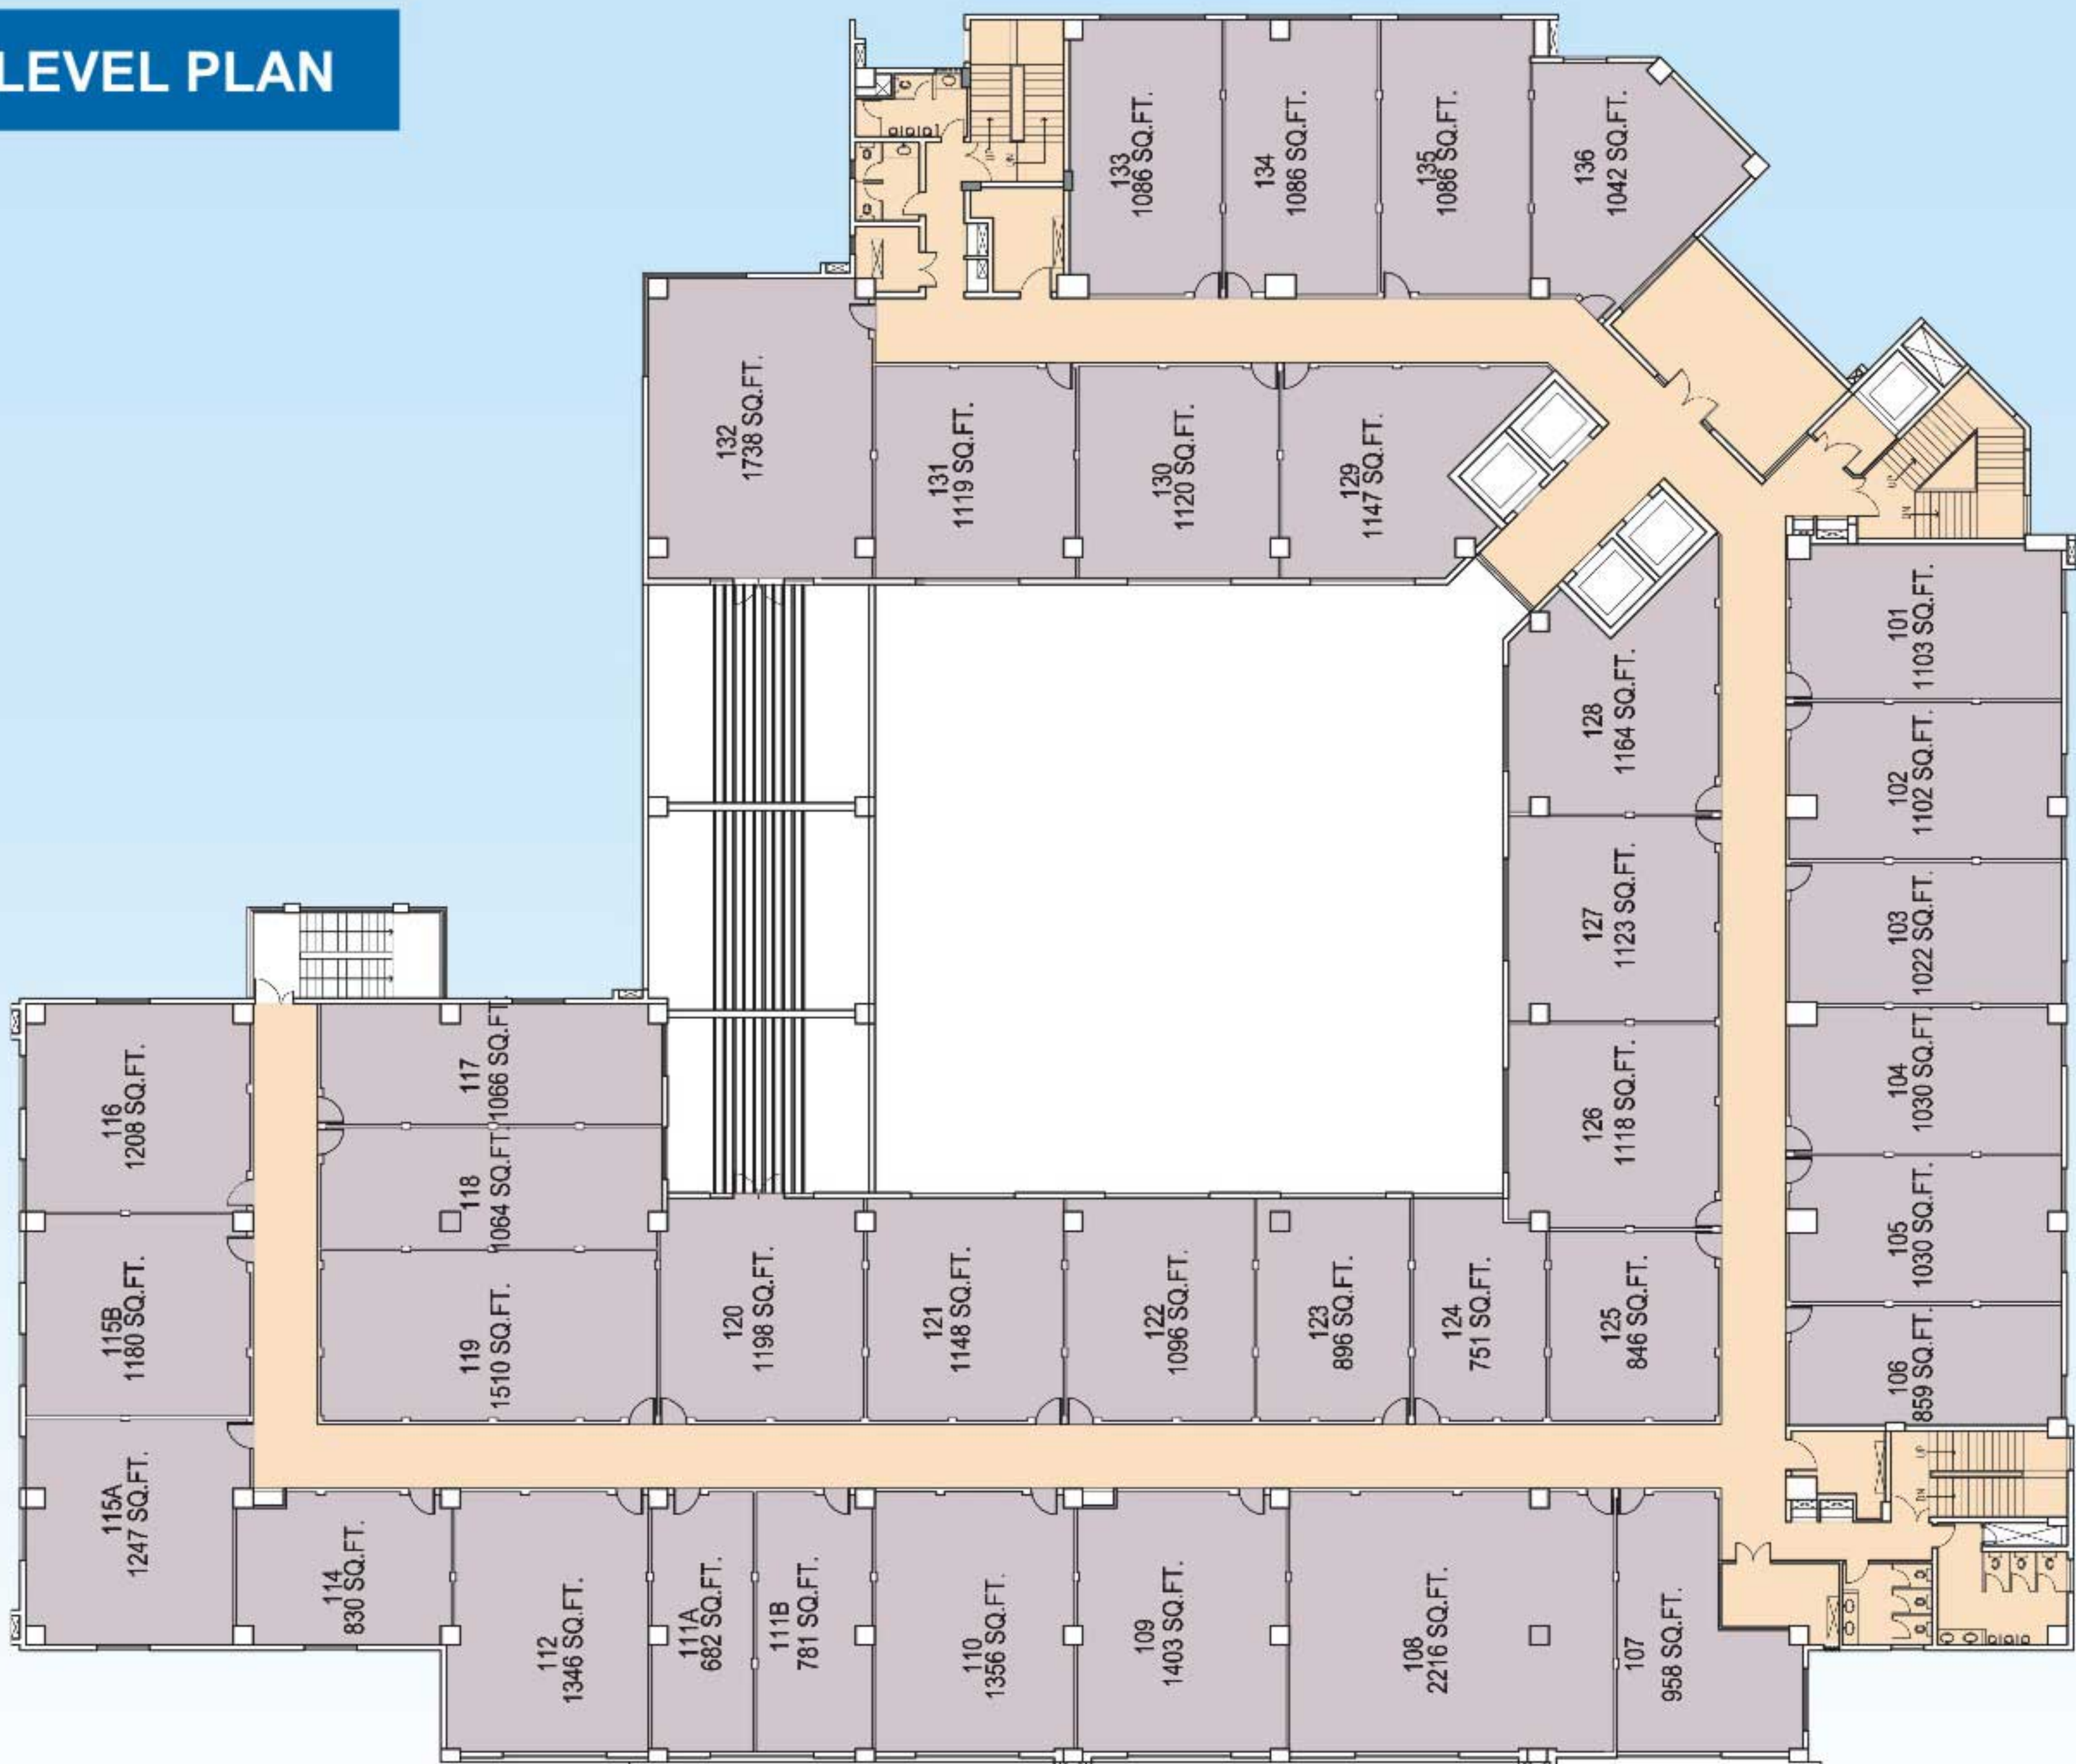 LEVEL PLAN
133
1086 SQ.FT.
134
1086 SQ.FT.
135
1086 SQ.FT.
136
1042 SQ.FT.
UP
DN
132
1738 SQ.FT.
131
1119 SQ.FT.
130
1120 SQ.FT.
129
1147 SQ.FT.
UP
DN
101
1103 SQ.FT.
128
1164 SQ.FT.
102
1102 SQ.FT.
127
1123 SQ.FT.
103
1022 SQ.FT.
116
1208 SQ.FT.
117
1066 SQ.FT
126
1118 SQ.FT.
104
1030 SQ.FT.
118
1064 SQ.FT.
105
1030 SQ.FT.
115B
1180 SQ.FT.
119
1510 SQ.FT.
120
1198 SQ.FT.
121
1148 SQ.FT.
122
1096 SQ.FT.
123
896 SQ.FT.
124
751 SQ.FT.
125
846 SQ.FT.
106
859 SQ.FT.
UP
DN
115A
1247 SQ.FT.
114
830 SQ.FT.
112
1346 SQ.FT.
111A
682 SQ.FT.
111B
781 SQ.FT.
110
1356 SQ.FT.
109
1403 SQ.FT.
108
2216 SQ.FT.
107
958 SQ.FT.